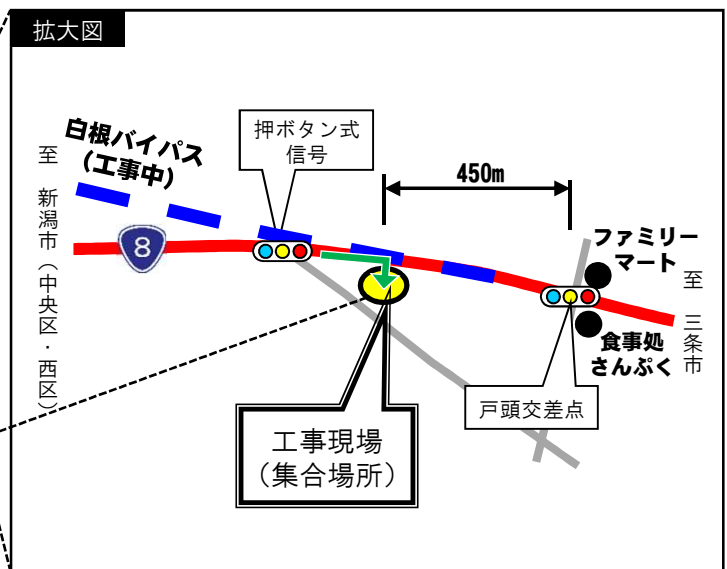 拡大図
白根バイパス
(工事中)
押ボタン式
信号
450m
至 新潟市(中央区・西区)
8
ファミリー
マート
至 三条市
食事処
さんぷく
戸頭交差点
工事現場
(集合場所)